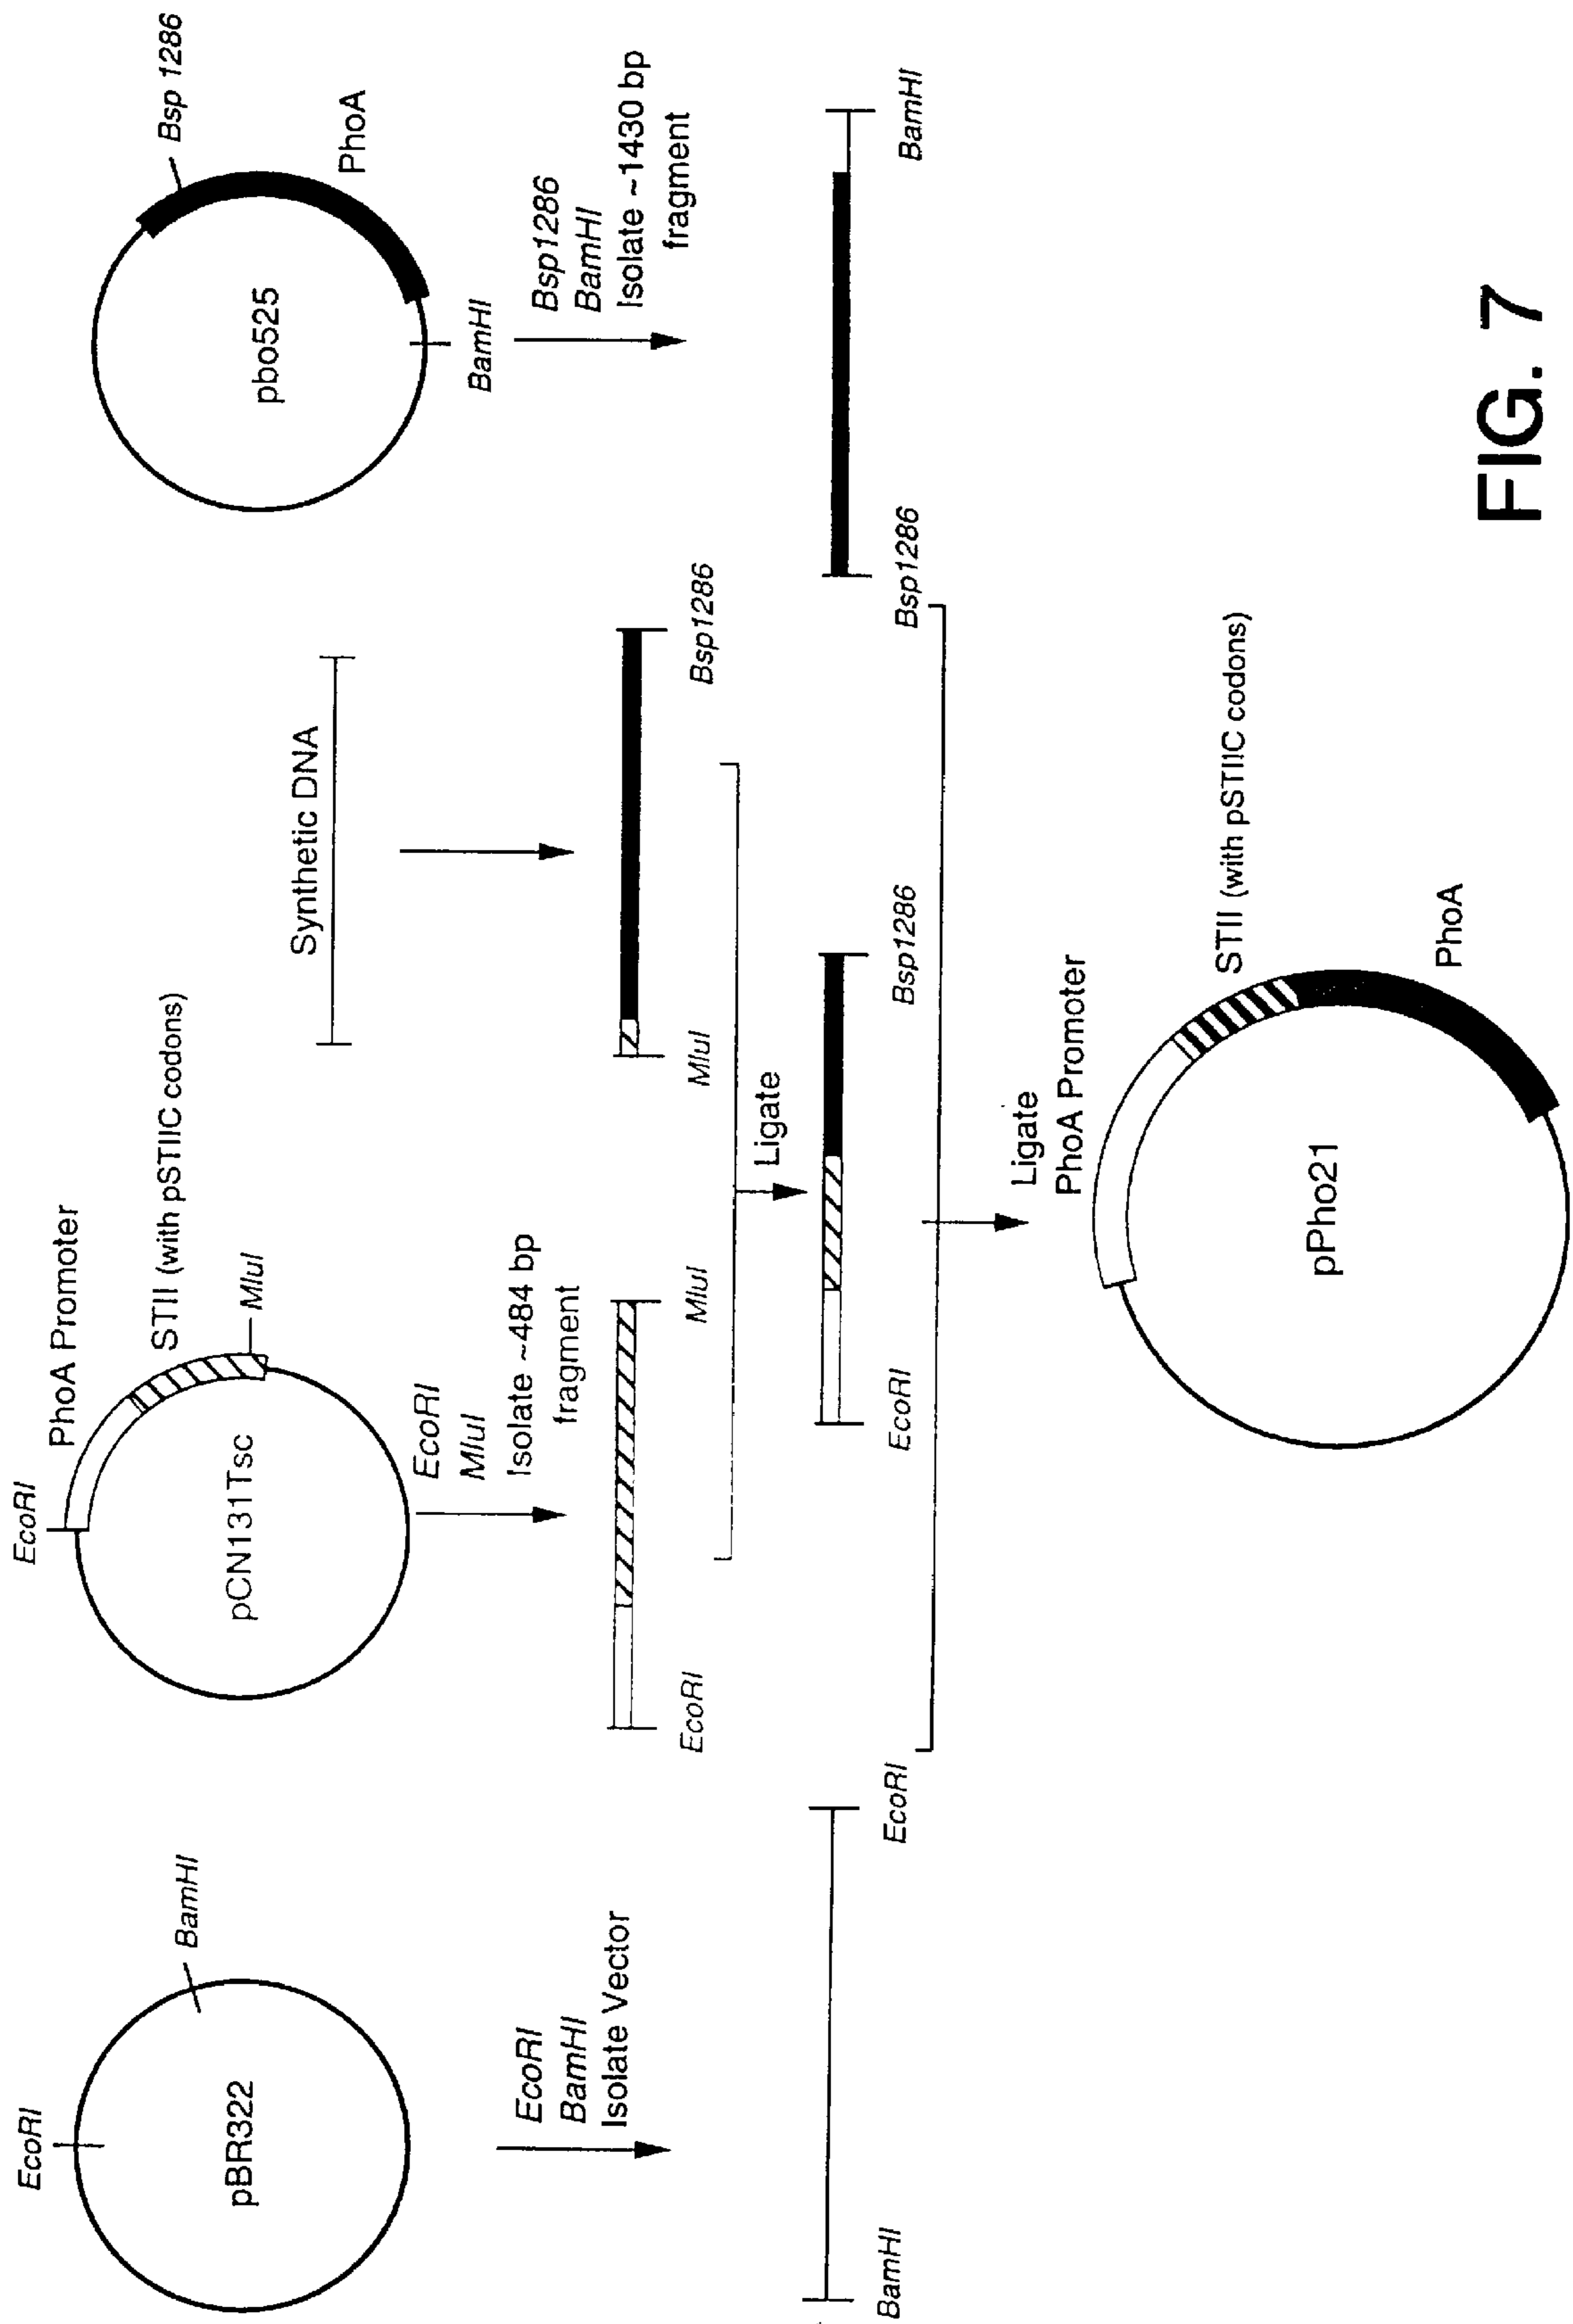 EcoRI
BamHI
pBR322
EcoRI
BamHI
Isolate Vector
BamHI
EcoRI
EcoRI
PhoA Promoter
STII (with pSTIIC codons)
MluI
pCN131Tsc
EcoRI
MluI
Isolate ~484 bp
fragment
EcoRI
MluI
Synthetic DNA
MluI
Bsp1286
Ligate
EcoRI
Bsp1286
Bsp 1286
PhoA
pbo525
BamHI
Bsp1286
BamHI
Isolate ~1430 bp
fragment
Bsp1286
BamHI
Ligate
PhoA Promoter
STII (with pSTIIC codons)
PhoA
pPho21
FIG. 7